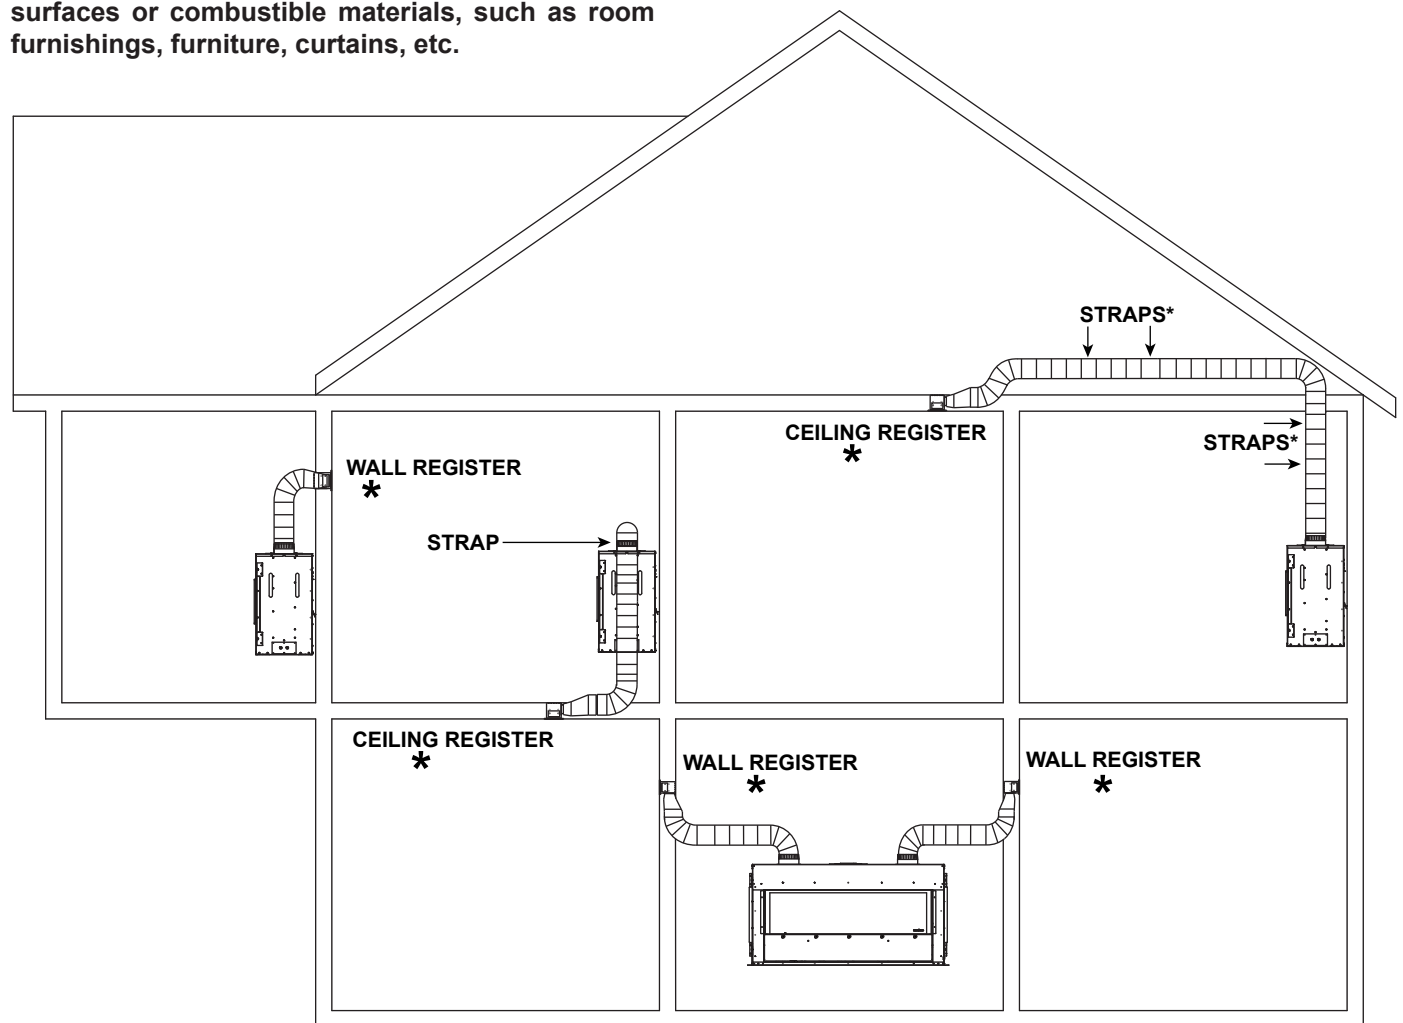 surfaces or combustible materials, such as room
furnishings, furniture, curtains, etc.
STRAPS*
CEILING REGISTER
*
STRAPS*
WALL REGISTER
*
STRAP
CEILING REGISTER
*
WALL REGISTER
*
WALL REGISTER
*